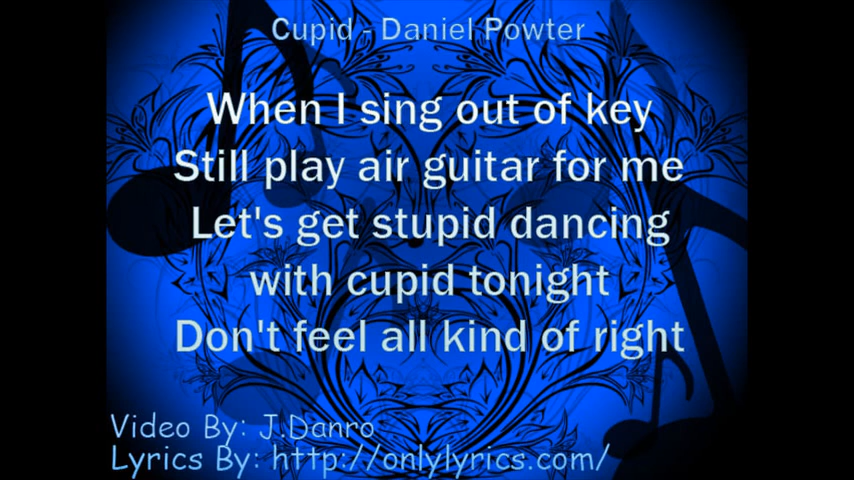 Cupid - Daniel Powter
When I sing out of key
Still play air guitar for me
Let's get stupid dancing
with cupid tonight
Don't feel all kind of right
Video By: J.Danro
Lyrics By: http://onlylyrics.com/